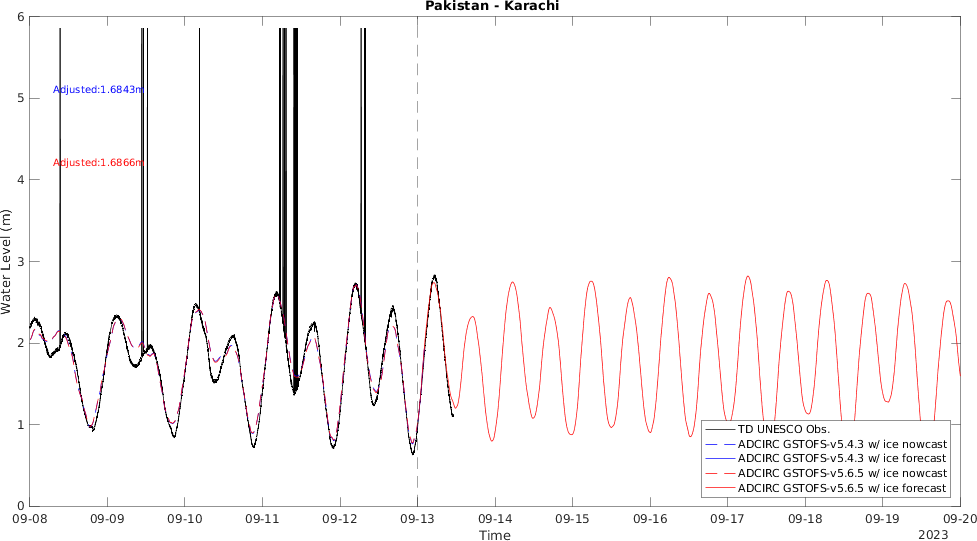 Pakistan - Karachi
6
5
4
3
2
1
0
Water Level (m)
Adjusted:1.6843m
Adjusted:1.6866m
TD UNESCO Obs.
ADCIRC GSTOFS-v5.4.3 w/ ice nowcast
ADCIRC GSTOFS-v5.4.3 w/ ice forecast
ADCIRC GSTOFS-v5.6.5 w/ ice nowcast
ADCIRC GSTOFS-v5.6.5 w/ ice forecast
09-08 09-09 09-10 09-11 09-12 09-13 09-14 09-15 09-16 09-17 09-18 09-19 09-20
Time
2023